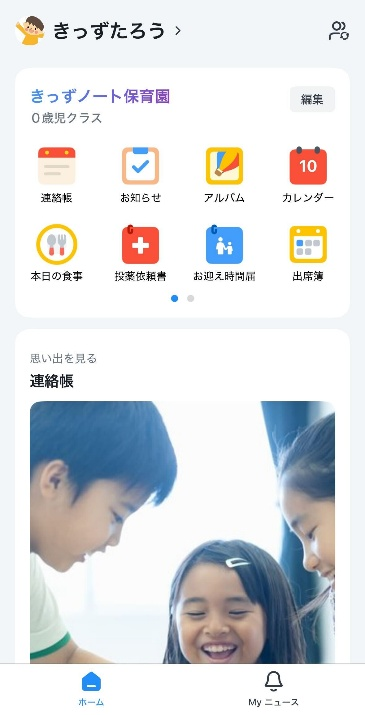 きっずたろう
きっずノート保育園
編集
０歳児クラス
連絡帳
お知らせ
アルバム
10
カレンダー
本日の食事
投薬依頼書
お迎え時間届
出席簿
思い出を見る
連絡帳
ホーム
My ニュース